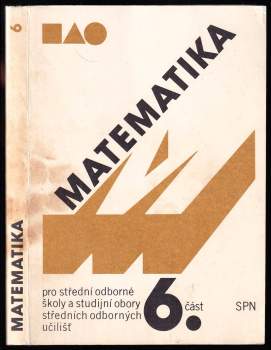 6
MATEMATIKA
MATEMATIKA
pro střední odborné
školy a studijní obory
středních odborných
učilišť
6.
část
SPN